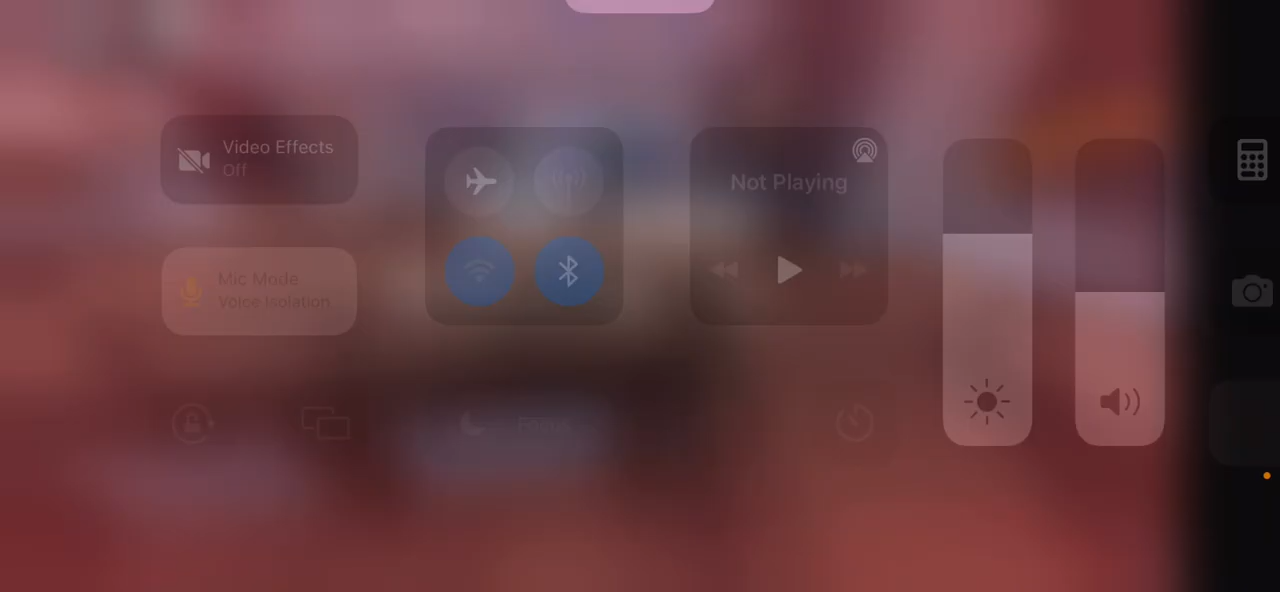 Video Effects
Off
Mic Mode
Voice Isolation
Not Playing
Focus